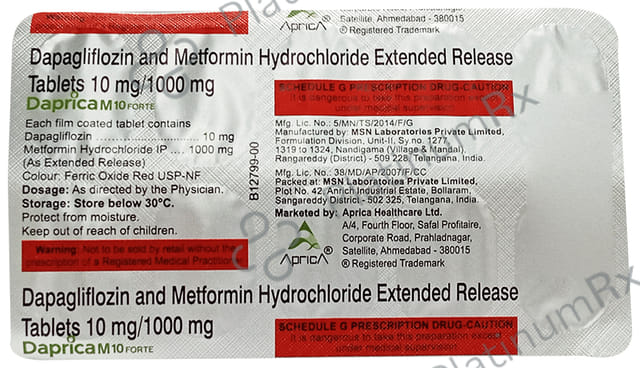 Satellite, Ahmedabad - 380015
APRICA ® Registered Trademark
Dapagliflozin and Metformin Hydrochloride Extended Release
Tablets 10 mg/1000 mg
Daprica M10 FORTE
Each film coated tablet contains
Dapagliflozin ............................. 10 mg
Metformin Hydrochloride IP .... 1000 mg
(As Extended Release)
Colour: Ferric Oxide Red USP-NF
Dosage: As directed by the Physician.
Storage: Store below 30°C.
Protect from moisture.
Keep out of reach of children.
Warning: Not to be sold by retail without the
prescription of a Registered Medical Practitioner
B12799-00
SCHEDULE G PRESCRIPTION DRUG-CAUTION
It is dangerous to take this preparation except
under medical supervision
Mfg. Lic. No.: 5/MN/TS/2014/F/G
Manufactured by: MSN Laboratories Private Limited,
Formulation Division, Unit-II, Sy.no. 1277,
1319 to 1324, Nandigama (Village & Mandal),
Rangareddy (District) - 509 228, Telangana, India.
Mfg. Lic. No.: 38/MD/AP/2007/F/CC
Packed at: MSN Laboratories Private Limited,
Plot No. 42, Anrich Industrial Estate, Bollaram,
Sangareddy District - 502 325, Telangana, India.
Marketed by: Aprica Healthcare Ltd.
A/4, Fourth Floor, Safal Profitaire,
Corporate Road, Prahladnagar,
Satellite, Ahmedabad - 380015
® Registered Trademark
APRICA ®
Dapagliflozin and Metformin Hydrochloride Extended Release
Tablets 10 mg/1000 mg
Daprica M10 FORTE
SCHEDULE G PRESCRIPTION DRUG-CAUTION
It is dangerous to take this preparation except
under medical supervision
PlatinumRx